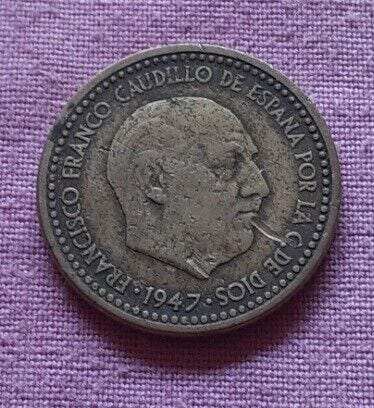 FRANCISCO FRANCO CAUDILLO DE ESPAÑA POR LA G. DE DIOS
· 1947 ·